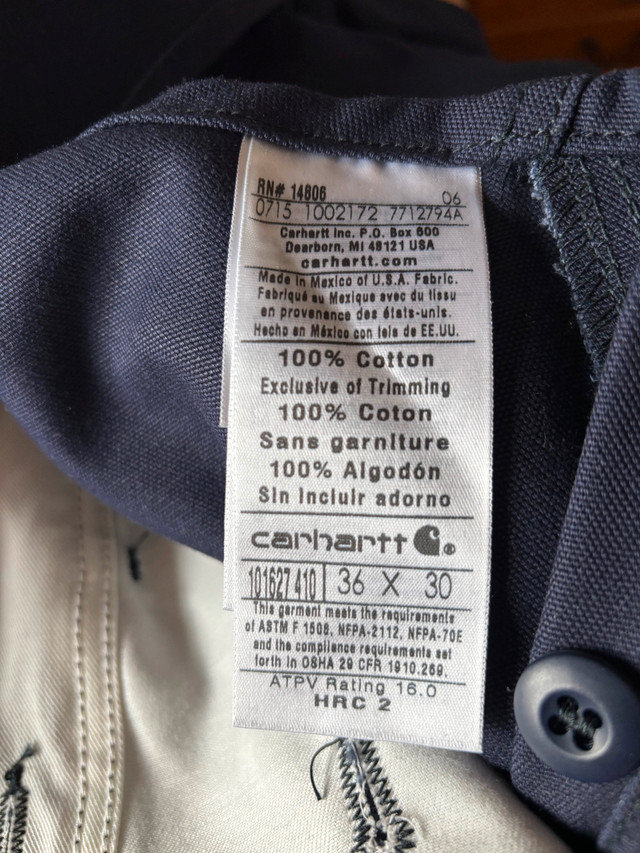 RN# 14806 06
0715 1002172 7712794A
Carhartt Inc. P.O. Box 600
Dearborn, MI 48121 USA
carhartt.com
Made in Mexico of U.S.A. Fabric.
Fabriqué au Mexique avec du tissu
en provenance des états-unis.
Hecho en México con tela de EE.UU.
100% Cotton
Exclusive of Trimming
100% Coton
Sans garniture
100% Algodón
Sin incluir adorno
carhartt ®
101627 410 36 X 30
This garment meets the requirements
of ASTM F 1506, NFPA-2112, NFPA-70E
and the compliance requirements set
forth in OSHA 29 CFR 1910.269.
ATPV Rating 16.0
HRC 2